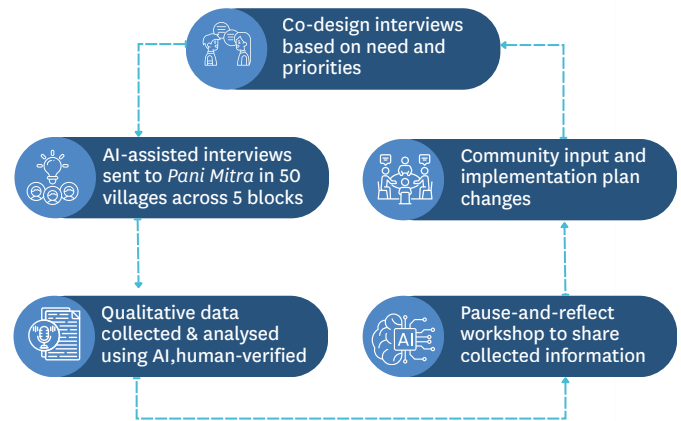 Co-design interviews
based on need and
priorities
AI-assisted interviews
sent to Pani Mitra in 50
villages across 5 blocks
Qualitative data
collected & analysed
using AI,human-verified
AI
Pause-and-reflect
workshop to share
collected information
Community input and
implementation plan
changes